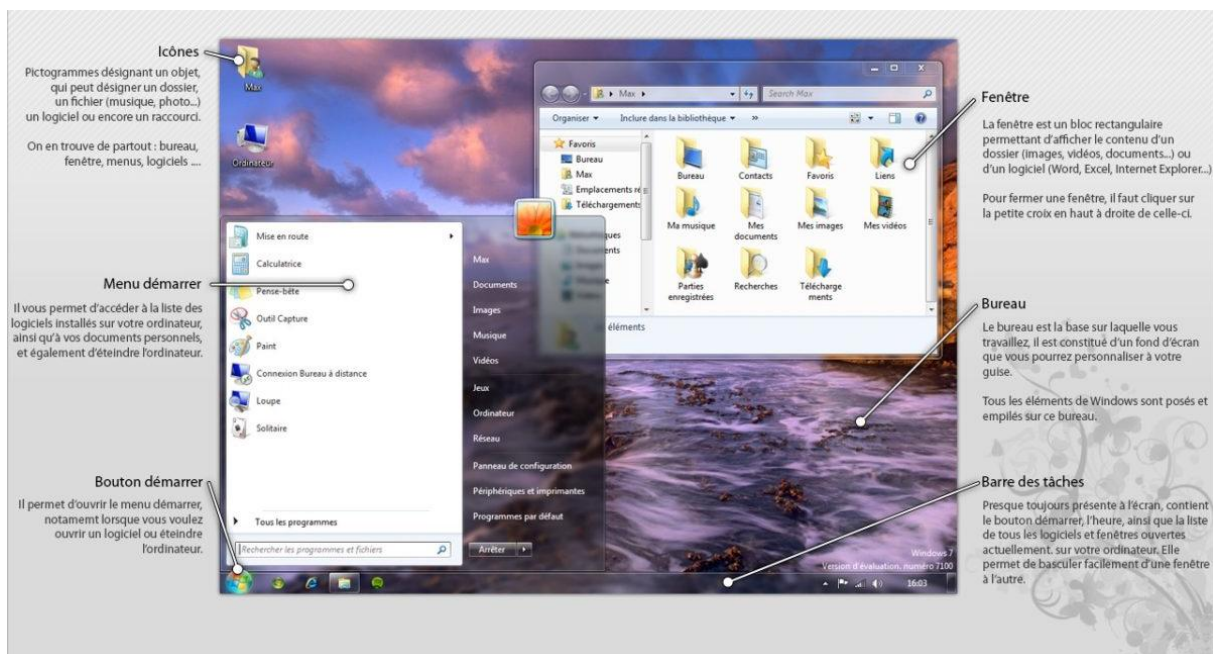 Icônes
Pictogrammes désignant un objet,
qui peut désigner un dossier,
un fichier (musique, photo...)
un logiciel ou encore un raccourci.
On en trouve de partout : bureau,
fenêtre, menus, logiciels ....
Menu démarrer
Il vous permet d'accéder à la liste des
logiciels installés sur votre ordinateur,
ainsi qu'à vos documents personnels,
et également d'éteindre l'ordinateur.
Bouton démarrer
Il permet d'ouvrir le menu démarrer,
notamemt lorsque vous voulez
ouvrir un logiciel ou éteindre
l'ordinateur.
Max
Ordinateur
Max
Search Max
Organiser
Inclure dans la bibliothèque
»
Favoris
Bureau
Max
Emplacements ré
Téléchargements
Bureau
Contacts
Favoris
Liens
Ma musique
Mes
documents
Mes images
Mes vidéos
Parties
enregistrées
Recherches
Télécharge
ments
éléments
Mise en route
Calculatrice
Pense-bête
Outil Capture
Paint
Connexion Bureau à distance
Loupe
Solitaire
Tous les programmes
Rechercher les programmes et fichiers
Max
Documents
Images
Musique
Vidéos
Jeux
Ordinateur
Réseau
Panneau de configuration
Périphériques et imprimantes
Programmes par défaut
Arrêter
Windows 7
Version d'évaluation. numéro 7100
16:03
Fenêtre
La fenêtre est un bloc rectangulaire
permettant d'afficher le contenu d'un
dossier (images, vidéos, documents...) ou
d'un logiciel (Word, Excel, Internet Explorer...)
Pour fermer une fenêtre, il faut cliquer sur
la petite croix en haut à droite de celle-ci.
Bureau
Le bureau est la base sur laquelle vous
travaillez, il est constitué d'un fond d'écran
que vous pourrez personnaliser à votre
guise.
Tous les éléments de Windows sont posés et
empilés sur ce bureau.
Barre des tâches
Presque toujours présente à l'écran, contient
le bouton démarrer, l'heure, ainsi que la liste
de tous les logiciels et fenêtres ouvertes
actuellement. sur votre ordinateur. Elle
permet de basculer facilement d'une fenêtre
à l'autre.